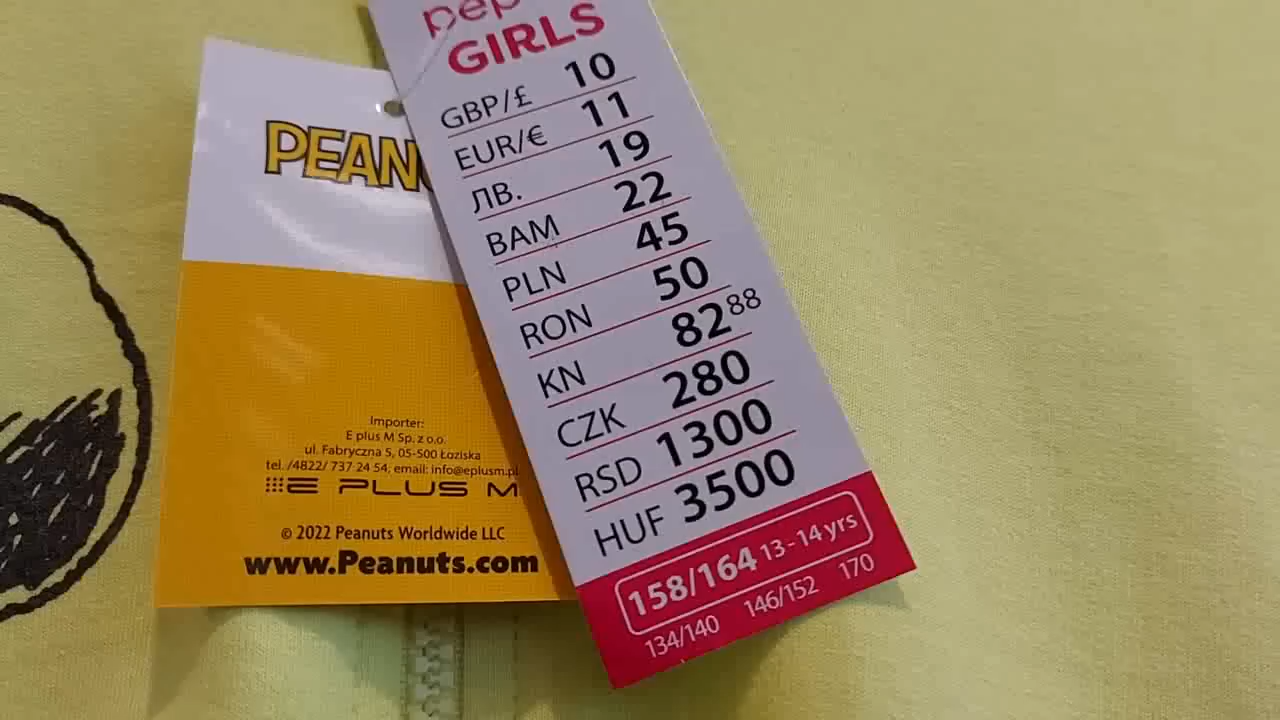 PEAN
Importer:
E plus M Sp. z o.o.
ul. Fabryczna 5, 05-500 Łoziska
tel. /4822/ 737 24 54, email: info@eplusm.pl
E PLUS M
© 2022 Peanuts Worldwide LLC
www.Peanuts.com
pep
GIRLS
GBP/£ 10
EUR/€ 11
ЛВ. 19
BAM 22
PLN 45
RON 50
KN 82 88
CZK 280
RSD 1300
HUF 3500
158/164 13-14 yrs
134/140 146/152 170